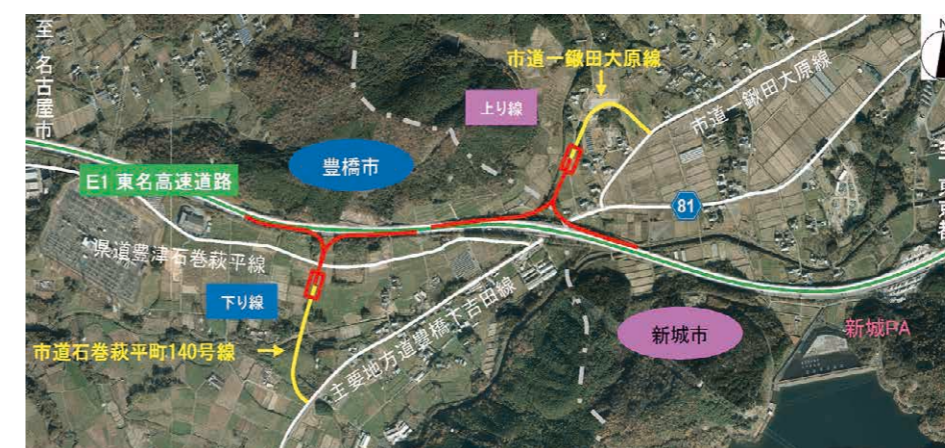 至 名古屋市
市道一鍬田大原線
上り線
市道一鍬田大原線
N
豊橋市
E1 東名高速道路
81
県道豊津石巻萩平線
下り線
新城市
新城PA
市道石巻萩平町140号線
主要地方道豊橋下吉田線
至 東京都